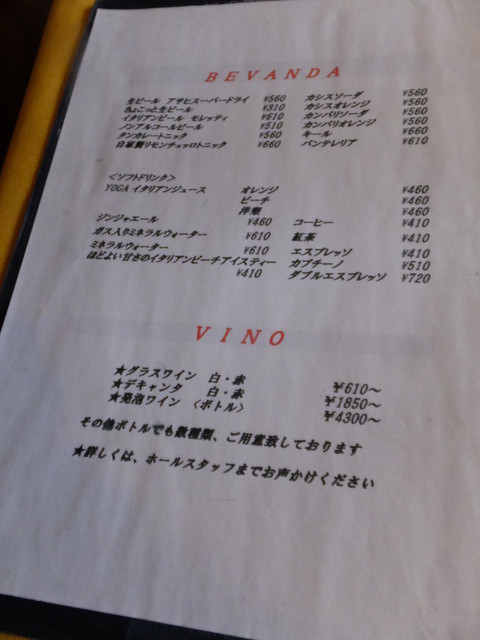 BEVANDA
生ビール アサヒスーパードライ ¥560 カシスソーダ ¥560
ちょこっと生ビール ¥310 カシスオレンジ ¥560
イタリアンビール モレッティ ¥610 カンパリソーダ ¥560
ノンアルコールビール ¥510 カンパリオレンジ ¥560
タンカレートニック ¥560 キール ¥660
自家製リモンチェッロトニック ¥660 パンテレリア ¥610
<ソフトドリンク>
YOGA イタリアンジュース オレンジ ¥460
ピーチ ¥460
洋梨 ¥460
ジンジャエール ¥460 コーヒー ¥410
ガス入りミネラルウォーター ¥610 紅茶 ¥410
ミネラルウォーター ¥610 エスプレッソ ¥410
ほどよい甘さのイタリアンピーチアイスティー カプチーノ ¥510
¥410 ダブルエスプレッソ ¥720
VINO
★グラスワイン 白・赤 ¥610～
★デキャンタ 白・赤 ¥1850～
★発泡ワイン <ボトル> ¥4300～
その他ボトルでも数種類、ご用意致しております
★詳しくは、ホールスタッフまでお声かけください